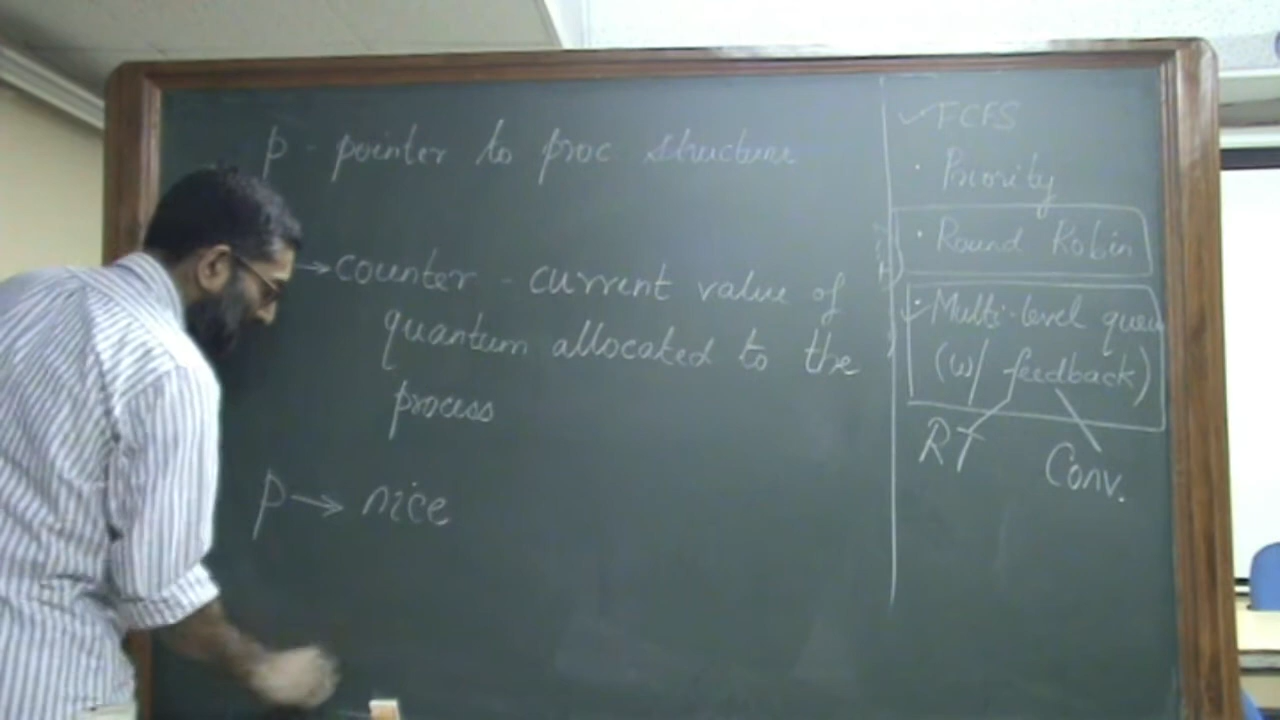 p - pointer to proc structure
→ counter - current value of
quantum allocated to the
process
p → nice
✓ FCFS
· Priority
· Round Robin
✓ Multi-level queu
(w/ feedback)
RT
Conv.